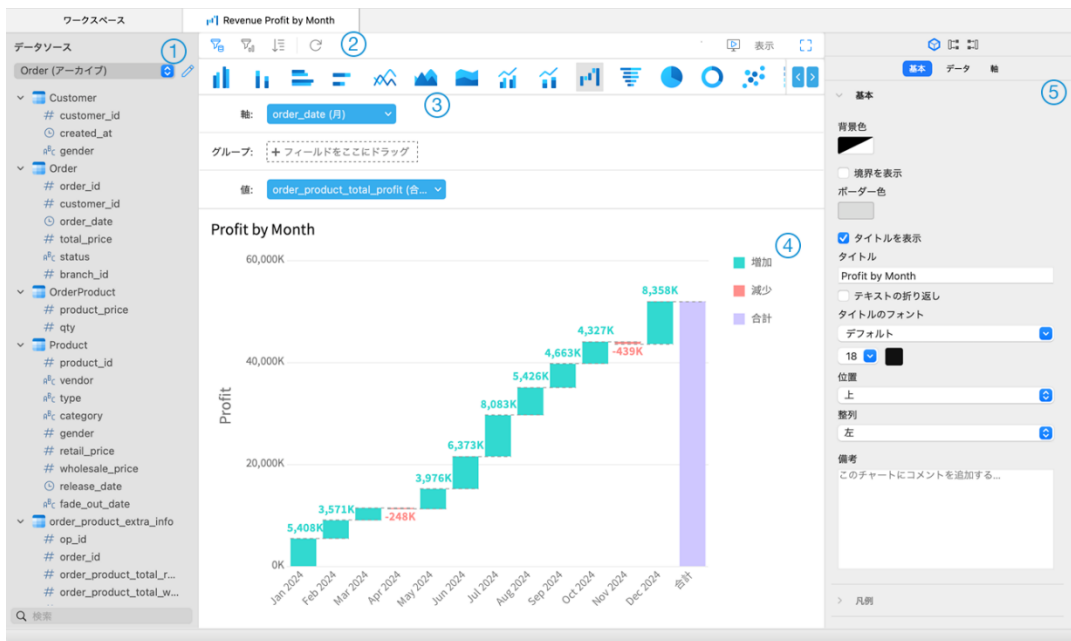 ワークスペース
Revenue Profit by Month
データソース
①
Order (アーカイブ)
Customer
# customer_id
created_at
ABC gender
Order
# order_id
# customer_id
order_date
# total_price
ABC status
# branch_id
OrderProduct
# product_price
# qty
Product
# product_id
ABC vendor
ABC type
ABC category
# gender
# retail_price
# wholesale_price
release_date
ABC fade_out_date
order_product_extra_info
# op_id
# order_id
# order_product_total_r...
# order_product_total_w...
検索
②
表示
③
軸:
order_date (月)
グループ:
+ フィールドをここにドラッグ
値:
order_product_total_profit (合...
Profit by Month
④
60,000K
40,000K
20,000K
0K
Profit
5,408K
3,571K
-248K
3,976K
6,373K
8,083K
5,426K
4,663K
4,327K
-439K
8,358K
Jan 2024
Feb 2024
Mar 2024
Apr 2024
May 2024
Jun 2024
Jul 2024
Aug 2024
Sep 2024
Oct 2024
Nov 2024
Dec 2024
合計
増加
減少
合計
基本
データ
軸
⑤
基本
背景色
境界を表示
ボーダー色
タイトルを表示
タイトル
Profit by Month
テキストの折り返し
タイトルのフォント
デフォルト
18
位置
上
整列
左
備考
このチャートにコメントを追加する...
凡例